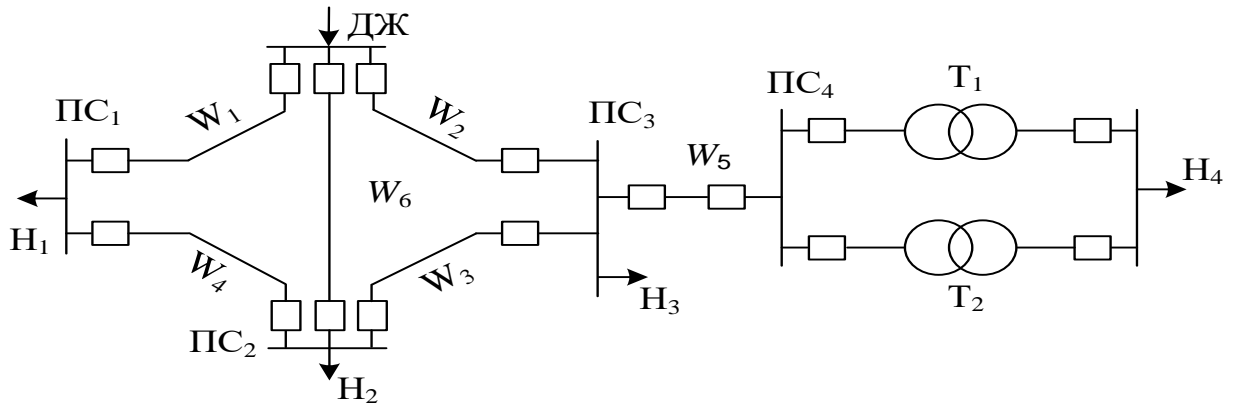 ДЖ
ПС₁
W₁
W₂
ПС₃
ПС₄
T₁
W₅
W₆
H₁
W₄
W₃
H₃
H₄
T₂
ПС₂
H₂